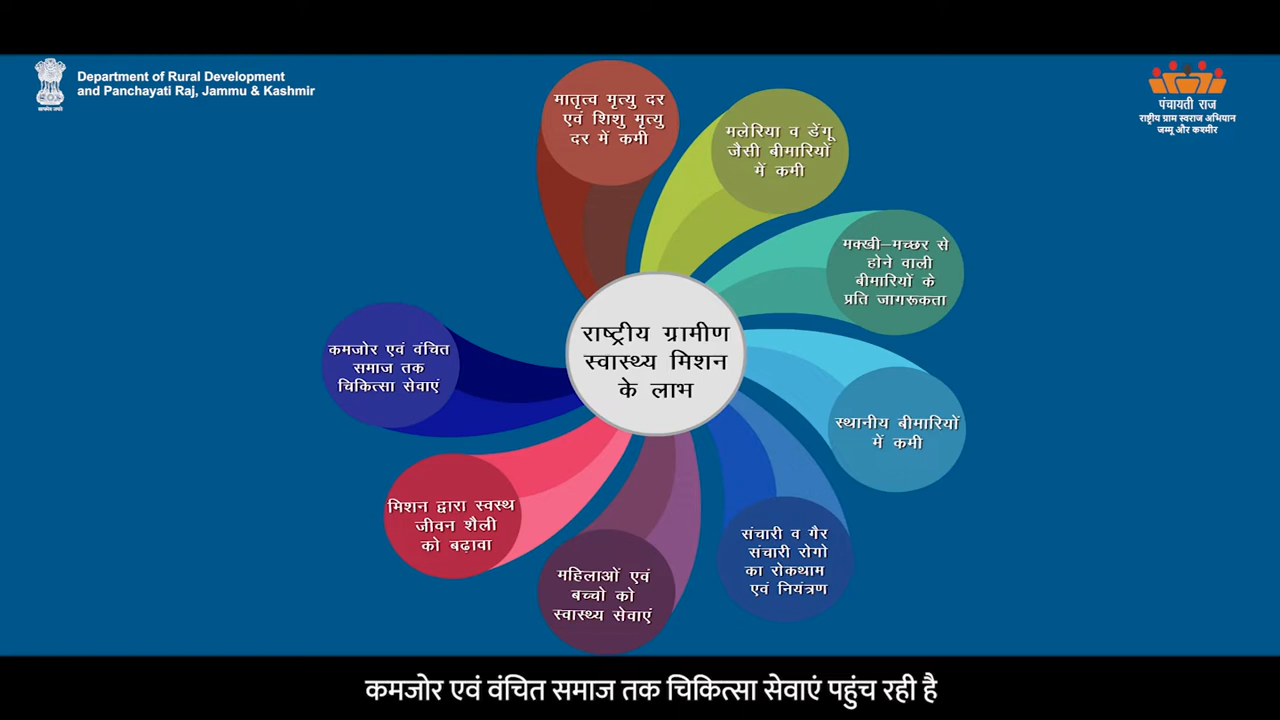 Department of Rural Development
and Panchayati Raj, Jammu & Kashmir
पंचायती राज
राष्ट्रीय ग्राम स्वराज अभियान
जम्मू और कश्मीर
मातृत्व मृत्यु दर
एवं शिशु मृत्यु
दर में कमी
मलेरिया व डेंगू
जैसी बीमारियों
में कमी
मक्खी–मच्छर से
होने वाली
बीमारियों के
प्रति जागरूकता
स्थानीय बीमारियों
में कमी
संचारी व गैर
संचारी रोगो
का रोकथाम
एवं नियंत्रण
महिलाओं एवं
बच्चो को
स्वास्थ्य सेवाएं
मिशन द्वारा स्वस्थ
जीवन शैली
को बढ़ावा
कमजोर एवं वंचित
समाज तक
चिकित्सा सेवाएं
राष्ट्रीय ग्रामीण
स्वास्थ्य मिशन
के लाभ
कमजोर एवं वंचित समाज तक चिकित्सा सेवाएं पहुंच रही है